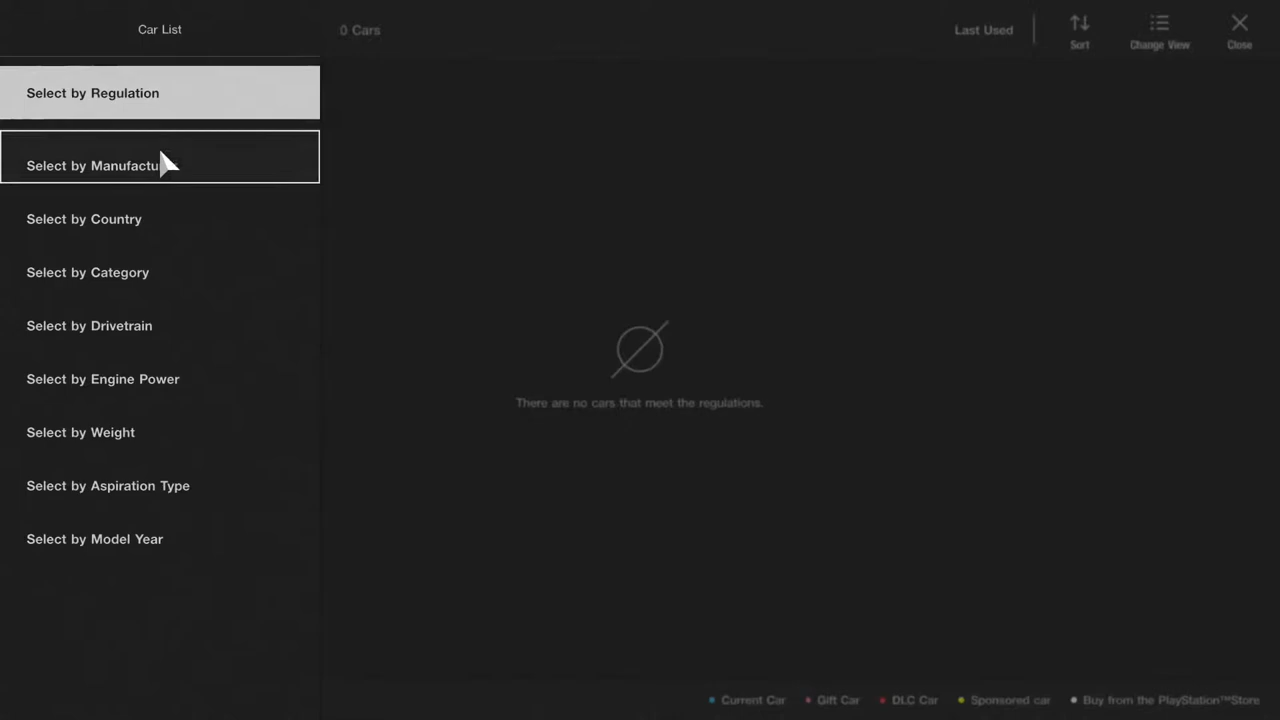 Car List
0 Cars
Last Used
Sort
Change View
Close
Select by Regulation
Select by Manufactu
Select by Country
Select by Category
Select by Drivetrain
Select by Engine Power
Select by Weight
Select by Aspiration Type
Select by Model Year
There are no cars that meet the regulations.
Current Car
Gift Car
DLC Car
Sponsored car
Buy from the PlayStation™Store